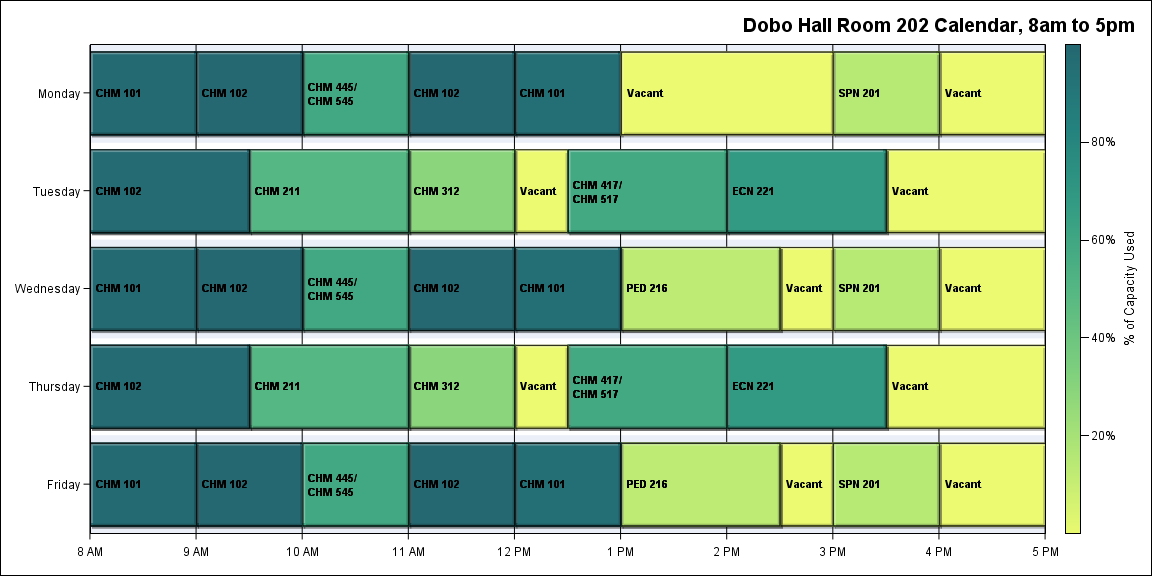 Dobo Hall Room 202 Calendar, 8am to 5pm
Monday
CHM 101
CHM 102
CHM 445/
CHM 545
CHM 102
CHM 101
Vacant
SPN 201
Vacant
Tuesday
CHM 102
CHM 211
CHM 312
Vacant
CHM 417/
CHM 517
ECN 221
Vacant
Wednesday
CHM 101
CHM 102
CHM 445/
CHM 545
CHM 102
CHM 101
PED 216
Vacant
SPN 201
Vacant
Thursday
CHM 102
CHM 211
CHM 312
Vacant
CHM 417/
CHM 517
ECN 221
Vacant
Friday
CHM 101
CHM 102
CHM 445/
CHM 545
CHM 102
CHM 101
PED 216
Vacant
SPN 201
Vacant
8 AM
9 AM
10 AM
11 AM
12 PM
1 PM
2 PM
3 PM
4 PM
5 PM
80%
60%
40%
20%
% of Capacity Used